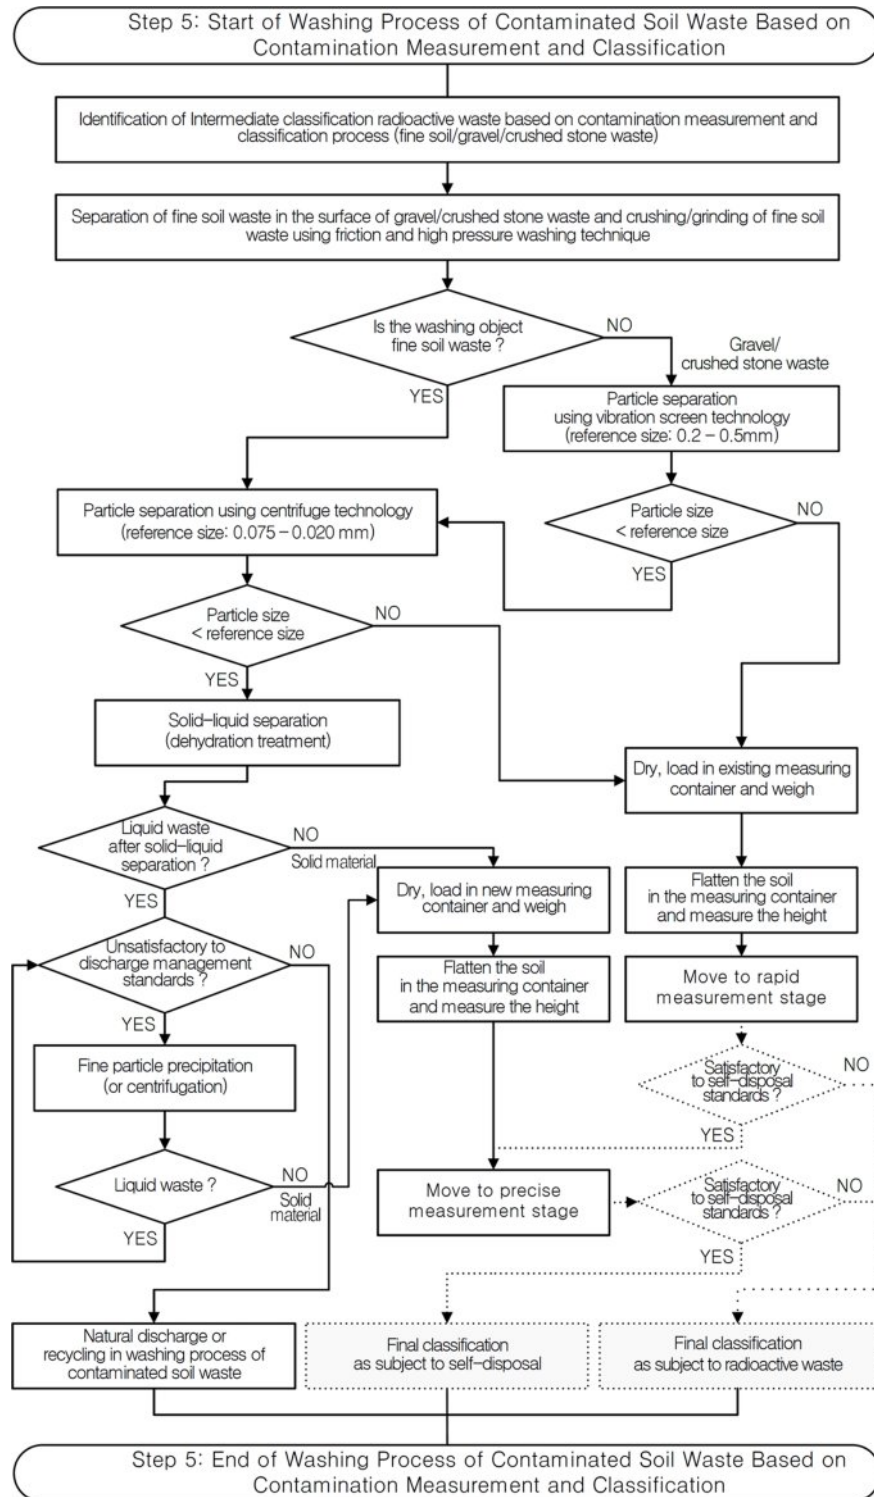 Step 5: Start of Washing Process of Contaminated Soil Waste Based on
Contamination Measurement and Classification
Identification of Intermediate classification radioactive waste based on contamination measurement and
classification process (fine soil/gravel/crushed stone waste)
Separation of fine soil waste in the surface of gravel/crushed stone waste and crushing/grinding of fine soil
waste using friction and high pressure washing technique
Is the washing object
fine soil waste ?
NO
Gravel/
crushed stone waste
YES
Particle separation
using vibration screen technology
(reference size: 0.2 – 0.5mm)
Particle separation using centrifuge technology
(reference size: 0.075 – 0.020 mm)
Particle size
< reference size
NO
YES
Particle size
< reference size
NO
YES
Solid-liquid separation
(dehydration treatment)
Dry, load in existing measuring
container and weigh
Liquid waste
after solid-liquid
separation ?
NO
Solid material
YES
Dry, load in new measuring
container and weigh
Flatten the soil
in the measuring container
and measure the height
Unsatisfactory to
discharge management
standards ?
NO
YES
Flatten the soil
in the measuring container
and measure the height
Move to rapid
measurement stage
Fine particle precipitation
(or centrifugation)
Satisfactory
to self-disposal
standards ?
NO
YES
Liquid waste ?
NO
Solid
material
YES
Move to precise
measurement stage
Satisfactory
to self-disposal
standards ?
NO
YES
Natural discharge or
recycling in washing process of
contaminated soil waste
Final classification
as subject to self-disposal
Final classification
as subject to radioactive waste
Step 5: End of Washing Process of Contaminated Soil Waste Based on
Contamination Measurement and Classification